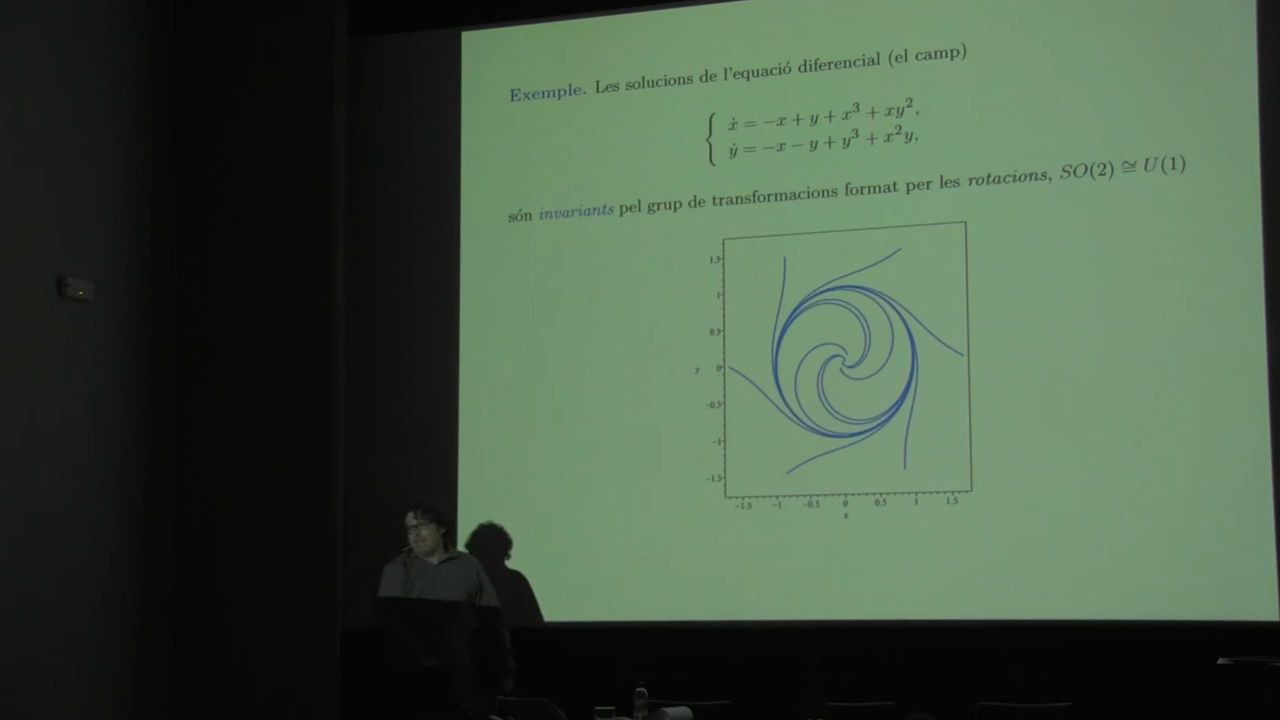 Exemple. Les solucions de l'equació diferencial (el camp)
ẋ = −x + y + x³ + xy²,
ẏ = −x − y + y³ + x²y,
són invariants pel grup de transformacions format per les rotacions, SO(2) ≅ U(1)
1.5
1
0.5
y 0
−0.5
−1
−1.5
−1.5 −1 −0.5 0 0.5 1 1.5
x